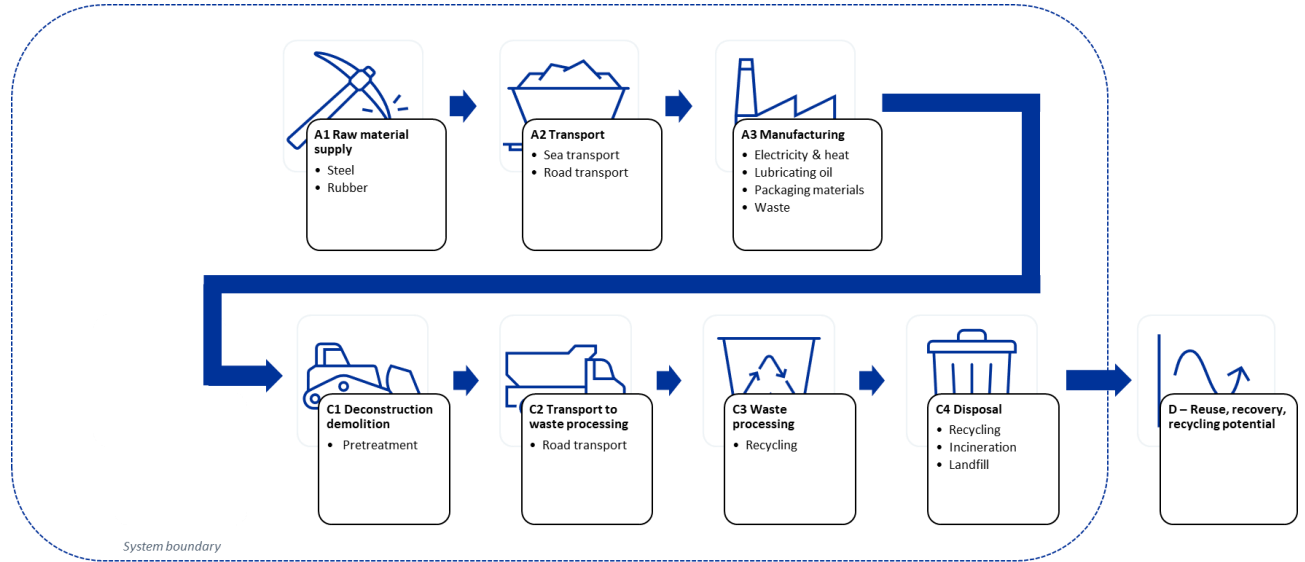 A1 Raw material
supply
• Steel
• Rubber
A2 Transport
• Sea transport
• Road transport
A3 Manufacturing
• Electricity & heat
• Lubricating oil
• Packaging materials
• Waste
C1 Deconstruction
demolition
• Pretreatment
C2 Transport to
waste processing
• Road transport
C3 Waste
processing
• Recycling
C4 Disposal
• Recycling
• Incineration
• Landfill
D – Reuse, recovery,
recycling potential
System boundary